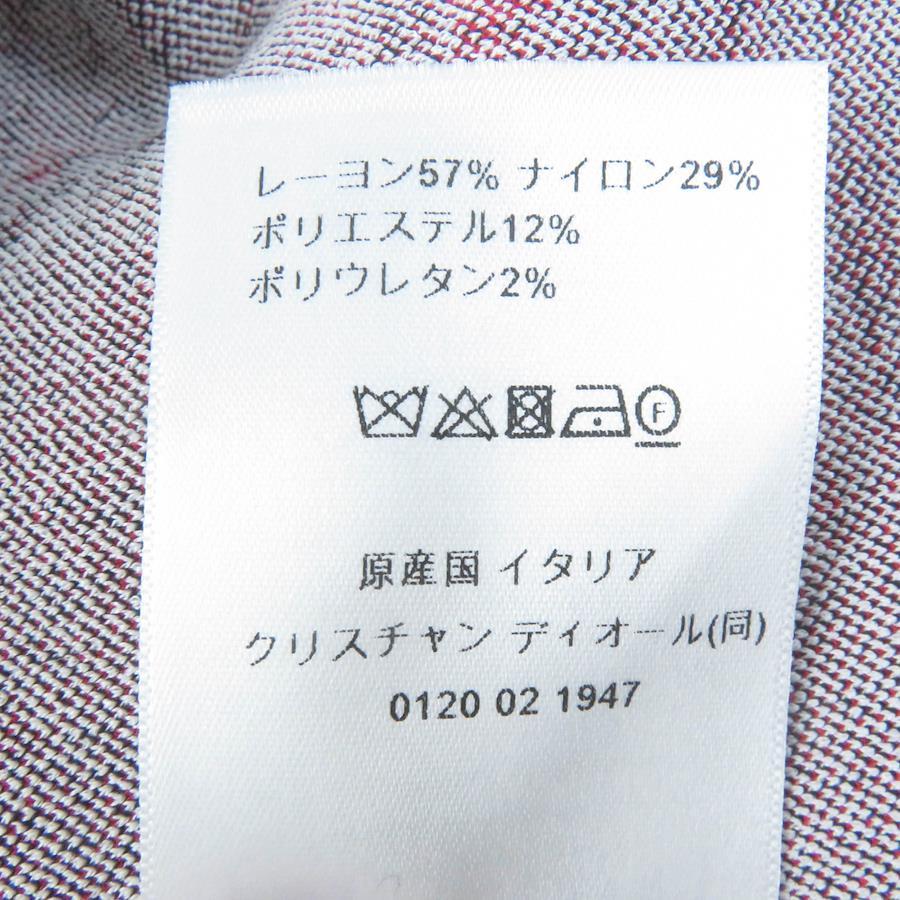 レーヨン57% ナイロン29%
ポリエステル12%
ポリウレタン2%
F
原産国 イタリア
クリスチャン ディオール(同)
0120 02 1947